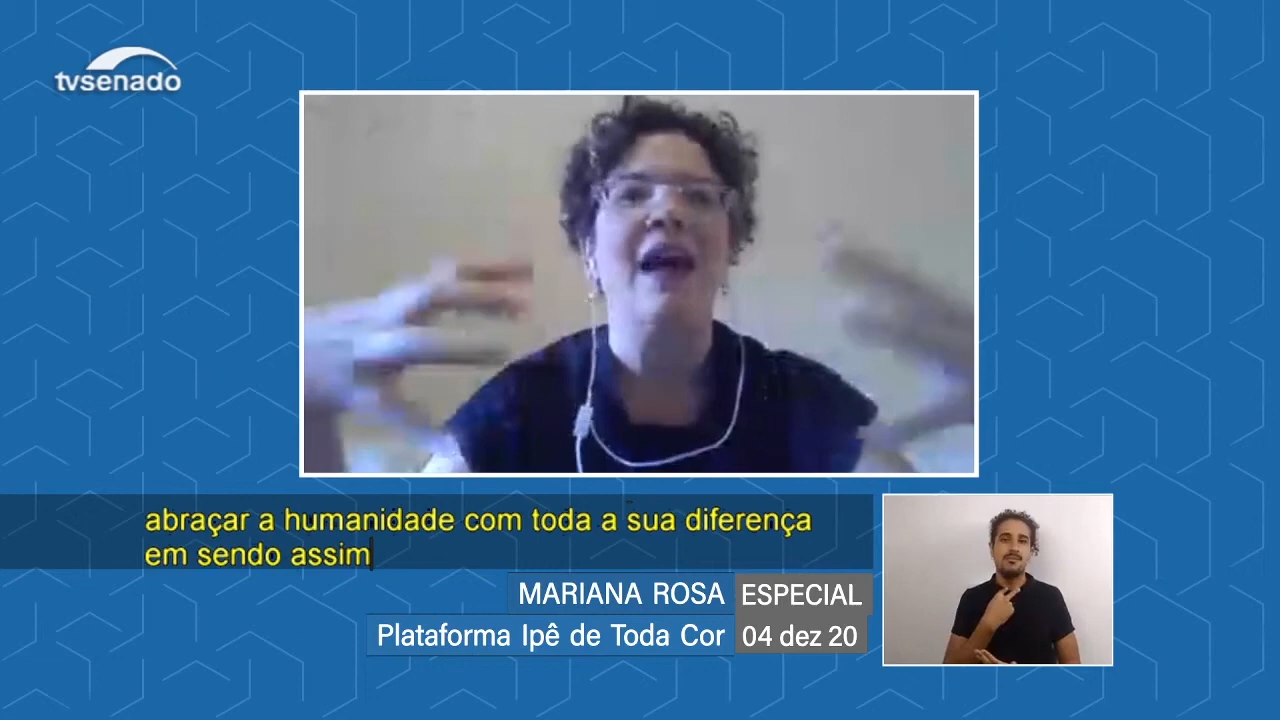 tvsenado
abraçar a humanidade com toda a sua diferença
em sendo assim
MARIANA ROSA ESPECIAL
Plataforma Ipê de Toda Cor 04 dez 20